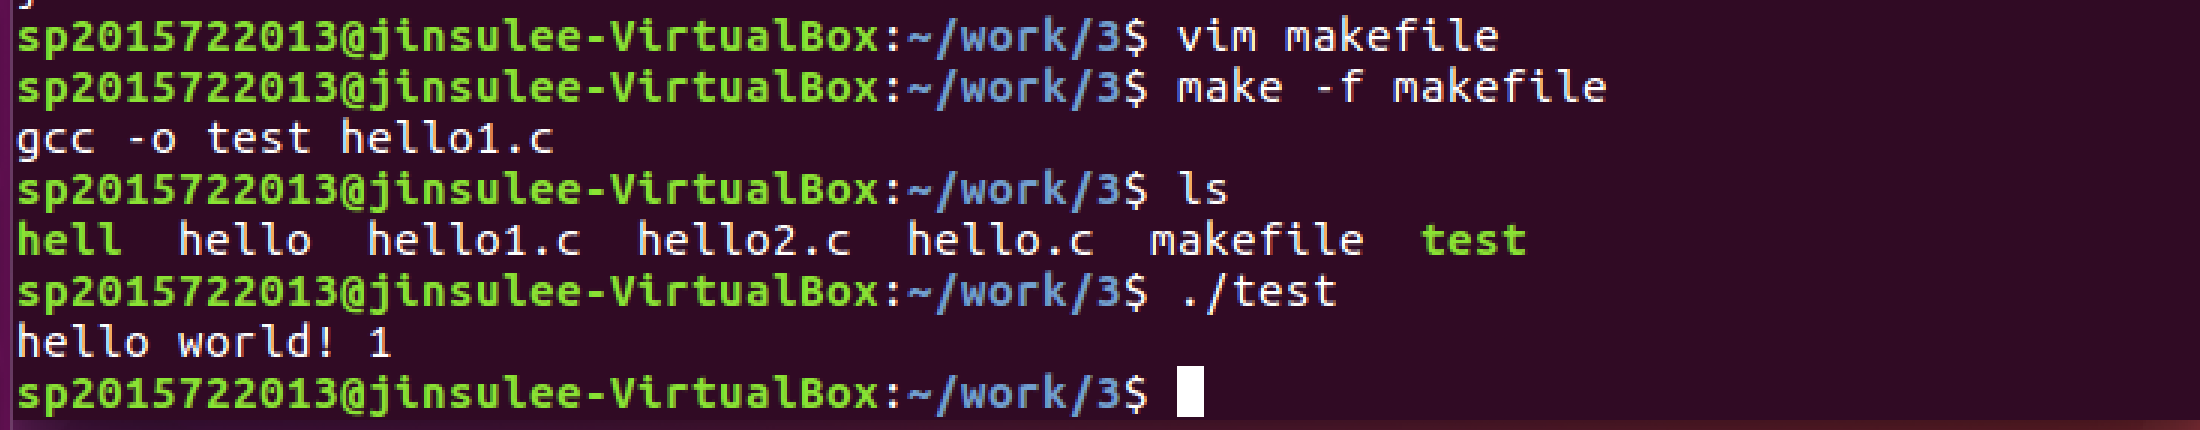 sp2015722013@jinsulee-VirtualBox:~/work/3$ vim makefile
sp2015722013@jinsulee-VirtualBox:~/work/3$ make -f makefile
gcc -o test hello1.c
sp2015722013@jinsulee-VirtualBox:~/work/3$ ls
hell  hello  hello1.c  hello2.c  hello.c  makefile  test
sp2015722013@jinsulee-VirtualBox:~/work/3$ ./test
hello world! 1
sp2015722013@jinsulee-VirtualBox:~/work/3$